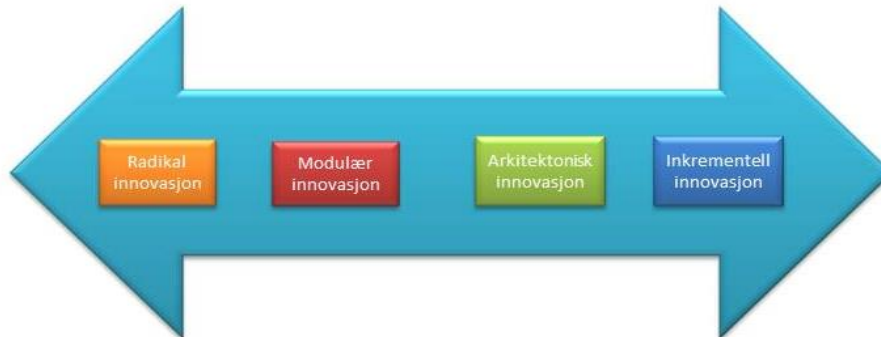 Radikal
innovasjon
Modulær
innovasjon
Arkitektonisk
innovasjon
Inkrementell
innovasjon